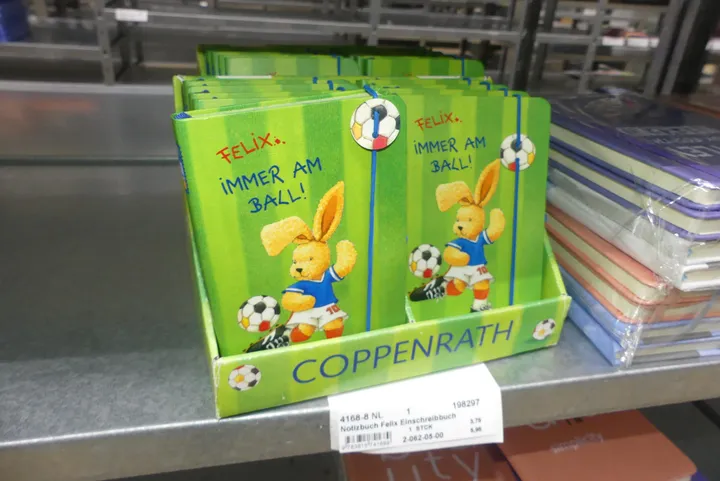 FELIX..
iMMER AM
BALL!
FELIX..
iMMER AM
BALL!
COPPENRATH
4168-8 NL 1 198297
Notizbuch Felix Einschreibbuch
1 STCK
2-062-05-00